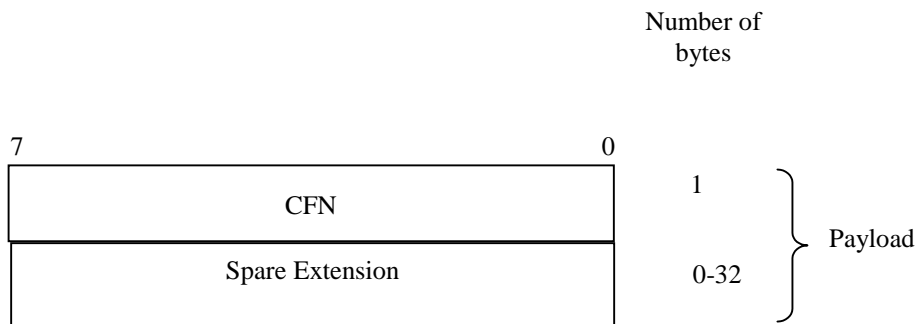 Number of
bytes
7
0
CFN
1
Payload
Spare Extension
0-32